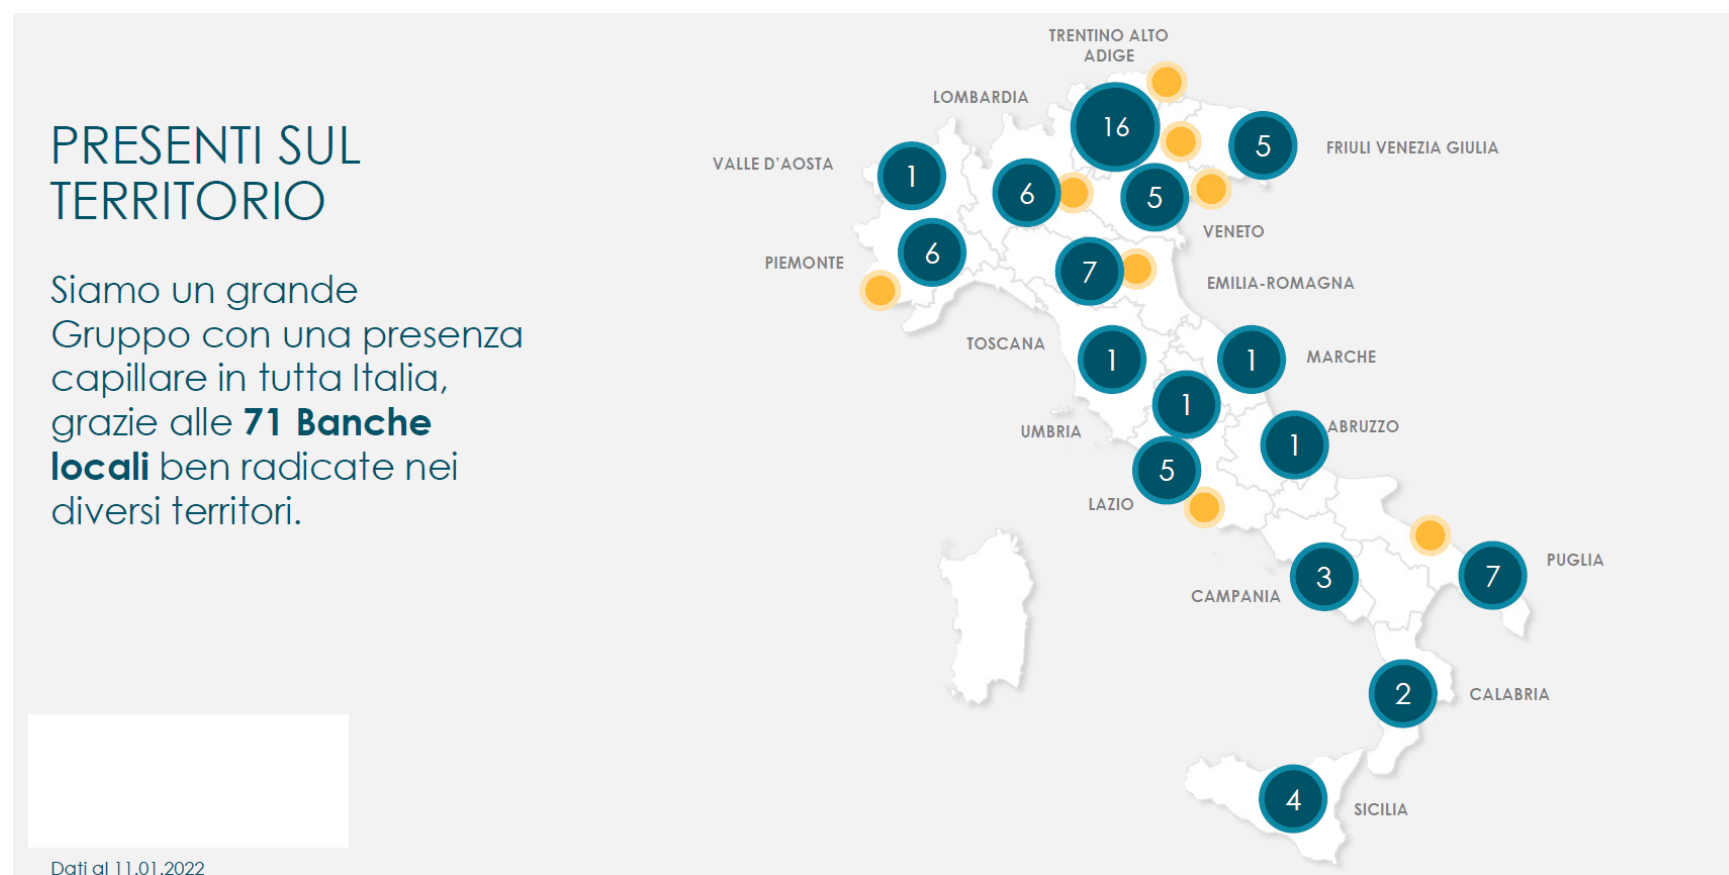 PRESENTI SUL
TERRITORIO
Siamo un grande
Gruppo con una presenza
capillare in tutta Italia,
grazie alle 71 Banche
locali ben radicate nei
diversi territori.
Dati al 11.01.2022
TRENTINO ALTO
ADIGE
16
LOMBARDIA
6
VALLE D'AOSTA
1
5
FRIULI VENEZIA GIULIA
5
VENETO
PIEMONTE
6
7
EMILIA-ROMAGNA
TOSCANA
1
1
MARCHE
UMBRIA
1
1
ABRUZZO
LAZIO
5
CAMPANIA
3
7
PUGLIA
2
CALABRIA
4
SICILIA